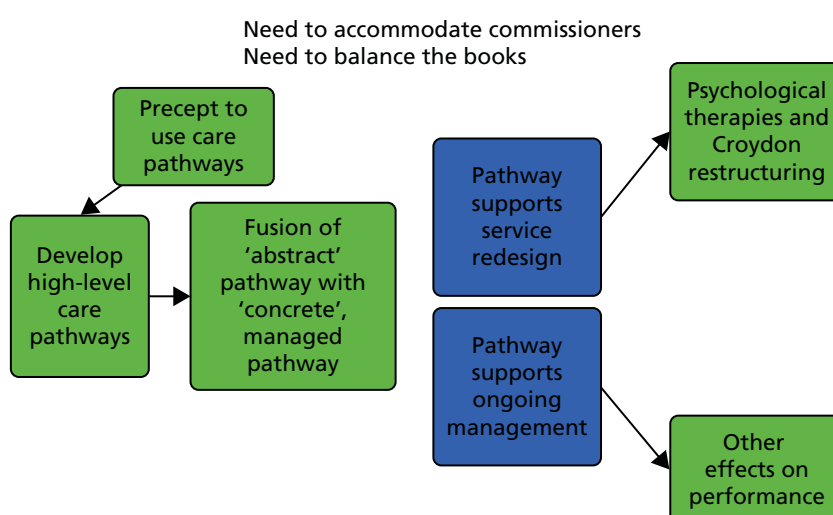 Need to accommodate commissioners
Need to balance the books
Precept to
use care
pathways
Develop
high-level
care
pathways
Fusion of
‘abstract’
pathway with
‘concrete’,
managed
pathway
Pathway
supports
service
redesign
Pathway
supports
ongoing
management
Psychological
therapies and
Croydon
restructuring
Other
effects on
performance